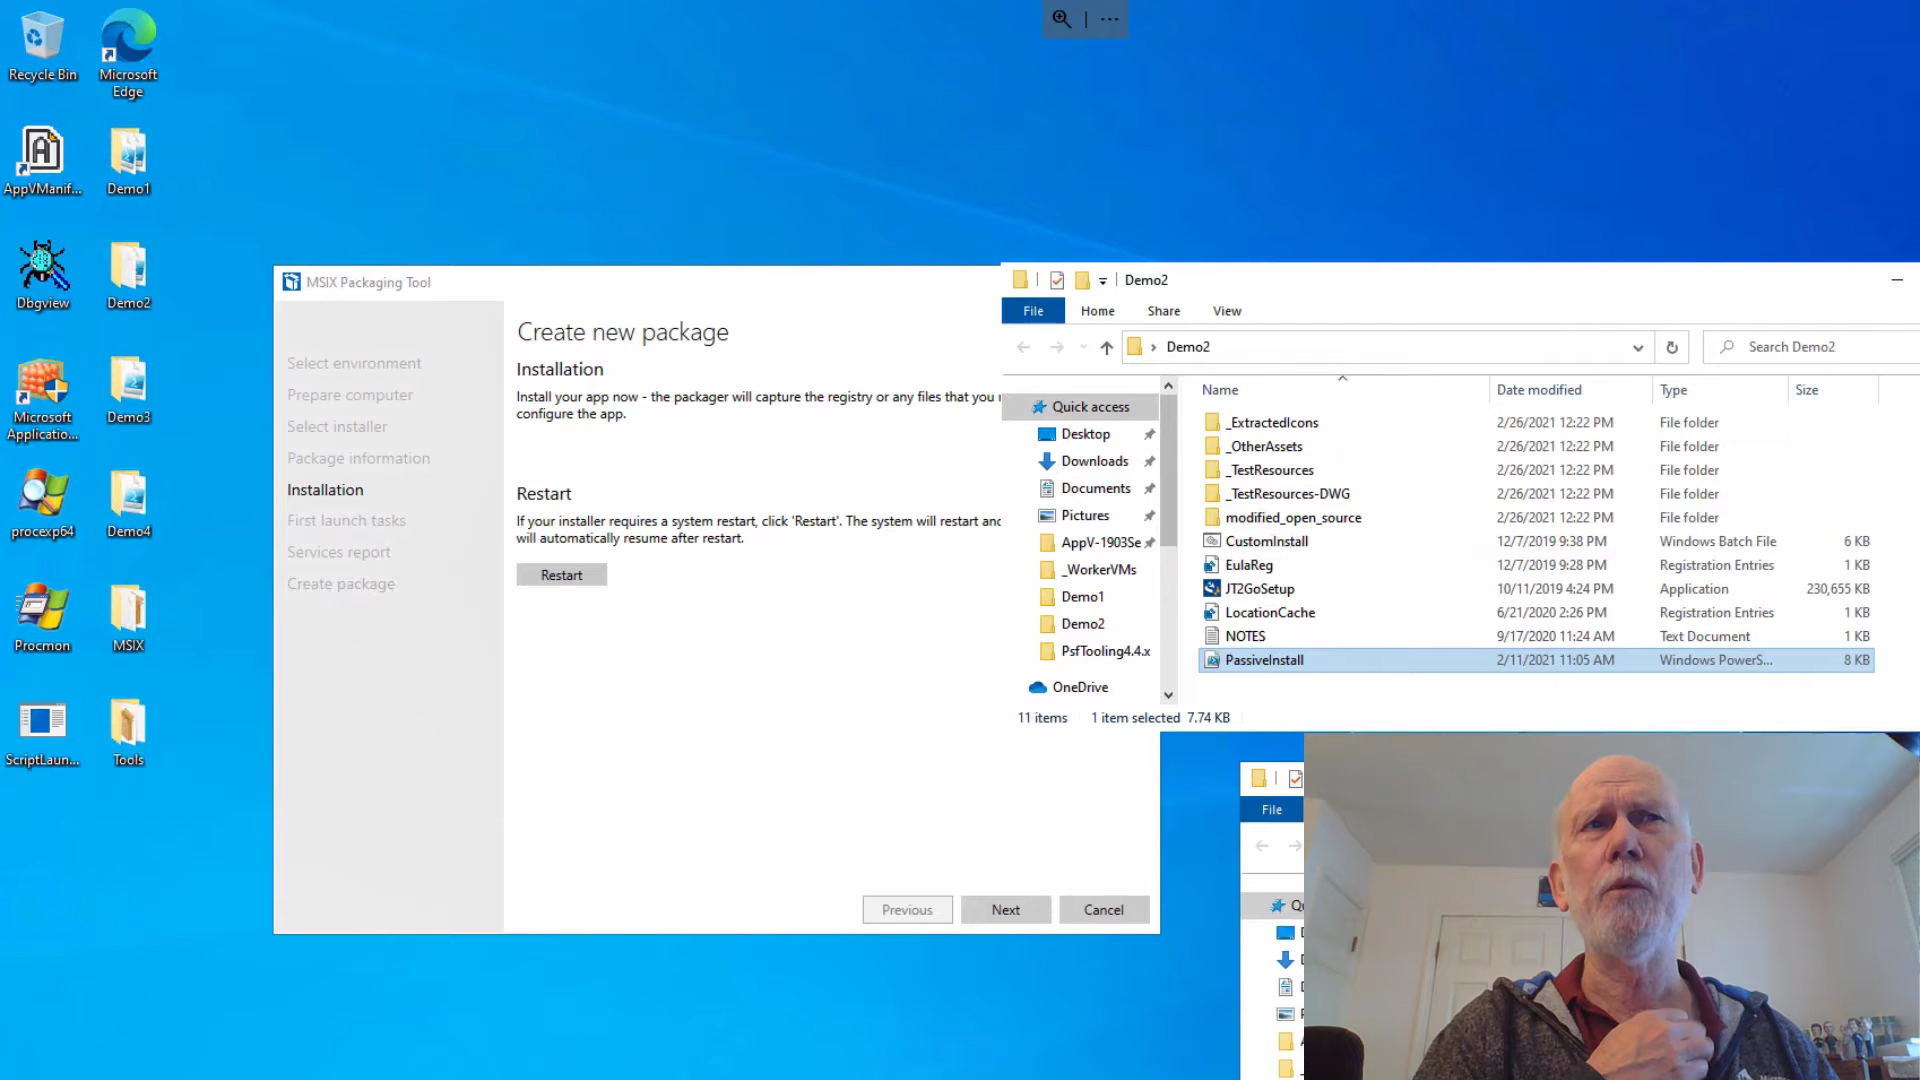 Recycle Bin
Microsoft
Edge
AppVManif...
Demo1
Dbgview
Demo2
Microsoft
Applicatio...
Demo3
procexp64
Demo4
Procmon
MSIX
ScriptLaun...
Tools
MSIX Packaging Tool
Select environment
Prepare computer
Select installer
Package information
Installation
First launch tasks
Services report
Create package
Create new package
Installation
Install your app now - the packager will capture the registry or any files that you
configure the app.
Restart
If your installer requires a system restart, click 'Restart'. The system will restart and
will automatically resume after restart.
Restart
Previous
Next
Cancel
Demo2
File
Home
Share
View
Demo2
Search Demo2
Quick access
Desktop
Downloads
Documents
Pictures
AppV-1903Se
_WorkerVMs
Demo1
Demo2
PsfTooling4.4.x
OneDrive
Name Date modified Type Size
_ExtractedIcons 2/26/2021 12:22 PM File folder
_OtherAssets 2/26/2021 12:22 PM File folder
_TestResources 2/26/2021 12:22 PM File folder
_TestResources-DWG 2/26/2021 12:22 PM File folder
modified_open_source 2/26/2021 12:22 PM File folder
CustomInstall 12/7/2019 9:38 PM Windows Batch File 6 KB
EulaReg 12/7/2019 9:28 PM Registration Entries 1 KB
JT2GoSetup 10/11/2019 4:24 PM Application 230,655 KB
LocationCache 6/21/2020 2:26 PM Registration Entries 1 KB
NOTES 9/17/2020 11:24 AM Text Document 1 KB
PassiveInstall 2/11/2021 11:05 AM Windows PowerS... 8 KB
11 items 1 item selected 7.74 KB
File